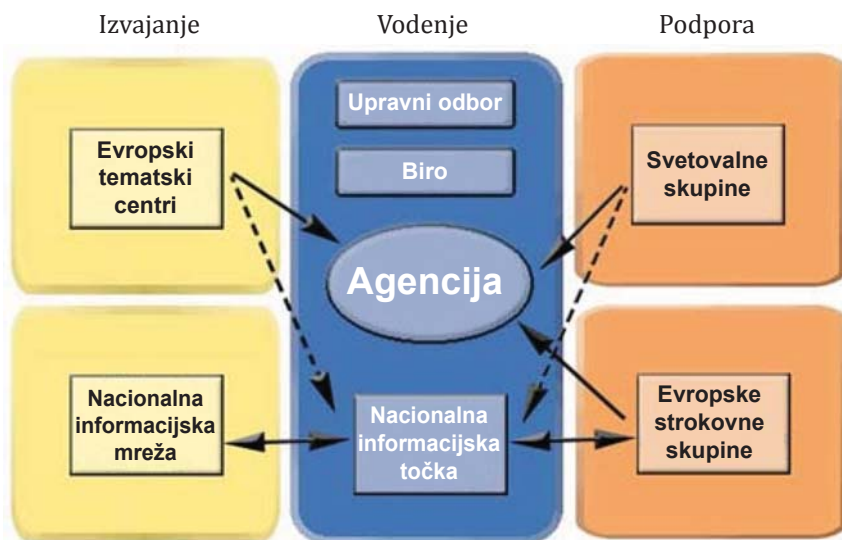 Izvajanje
Vodenje
Podpora
Upravni odbor
Biro
Evropski
tematski
centri
Svetovalne
skupine
Agencija
Nacionalna
informacijska
mreža
Nacionalna
informacijska
točka
Evropske
strokovne
skupine